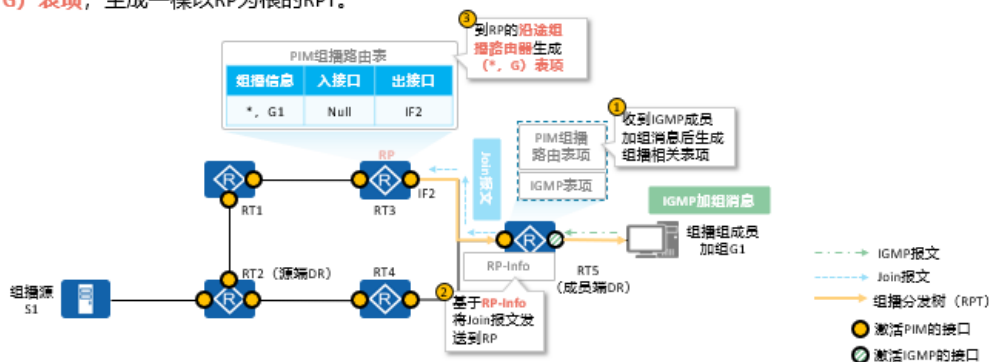 G）表项，生成一棵以RP为根的RPT。
3
到RP的沿途组
播路由器生成
（*，G）表项
PIM组播路由表
组播信息 入接口 出接口
*，G1 Null IF2
1
收到IGMP成员
加组消息后生成
组播相关表项
PIM组播
路由表项
IGMP表项
Join报文
RP
IGMP加组消息
R
R
IF2
RT1
RT3
R
组播组成员
加组G1
RP-Info
RT5
（成员端DR）
RT2（源端DR）
RT4
组播源
S1
R
R
2
基于RP-Info
将Join报文发
送到RP
IGMP报文
Join报文
组播分发树（RPT）
激活PIM的接口
激活IGMP的接口